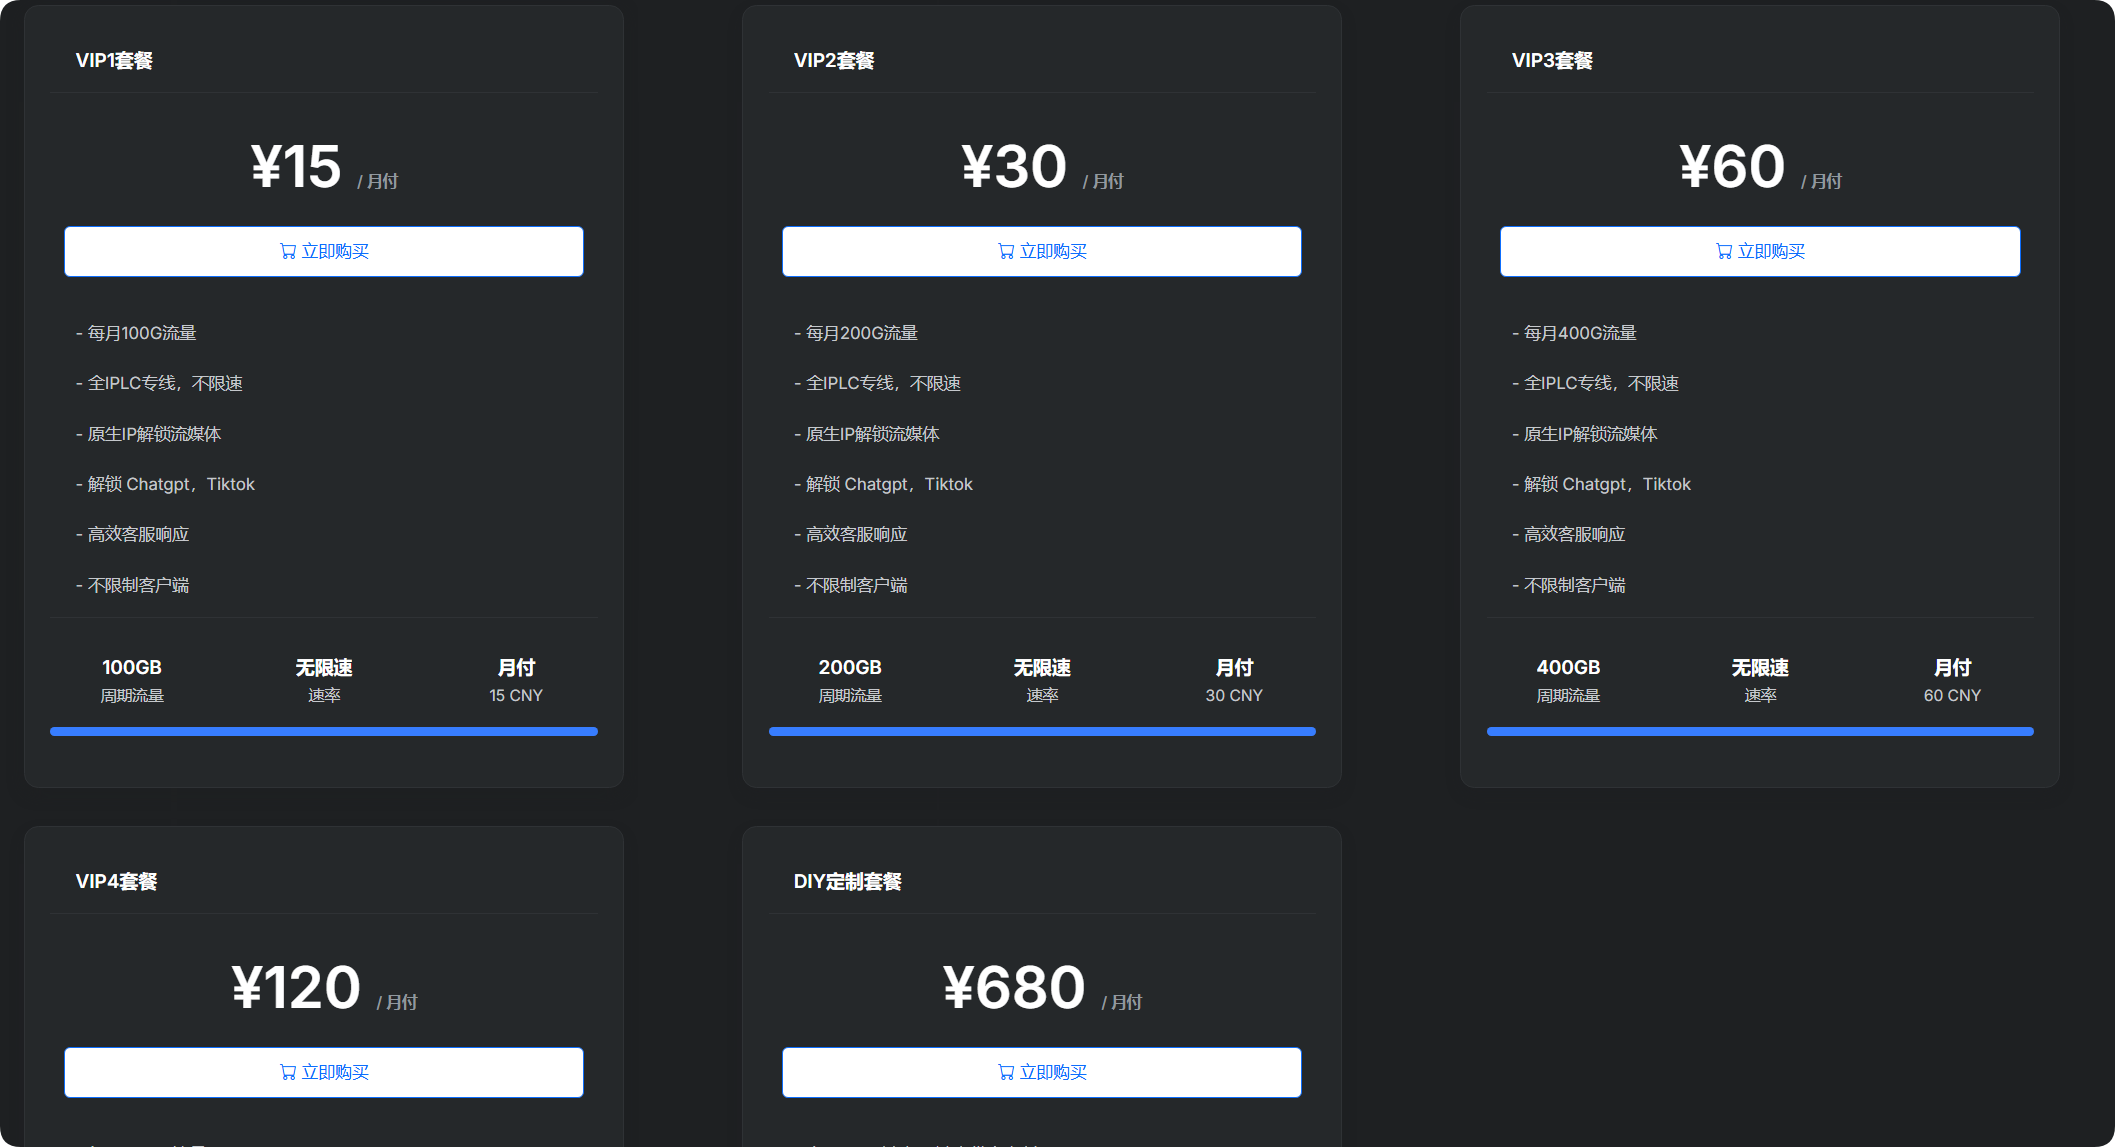 VIP1套餐
¥15 / 月付
立即购买
- 每月100G流量
- 全IPLC专线，不限速
- 原生IP解锁流媒体
- 解锁 Chatgpt，Tiktok
- 高效客服响应
- 不限制客户端
100GB 无限速 月付
周期流量 速率 15 CNY
VIP2套餐
¥30 / 月付
立即购买
- 每月200G流量
- 全IPLC专线，不限速
- 原生IP解锁流媒体
- 解锁 Chatgpt，Tiktok
- 高效客服响应
- 不限制客户端
200GB 无限速 月付
周期流量 速率 30 CNY
VIP3套餐
¥60 / 月付
立即购买
- 每月400G流量
- 全IPLC专线，不限速
- 原生IP解锁流媒体
- 解锁 Chatgpt，Tiktok
- 高效客服响应
- 不限制客户端
400GB 无限速 月付
周期流量 速率 60 CNY
VIP4套餐
¥120 / 月付
立即购买
DIY定制套餐
¥680 / 月付
立即购买